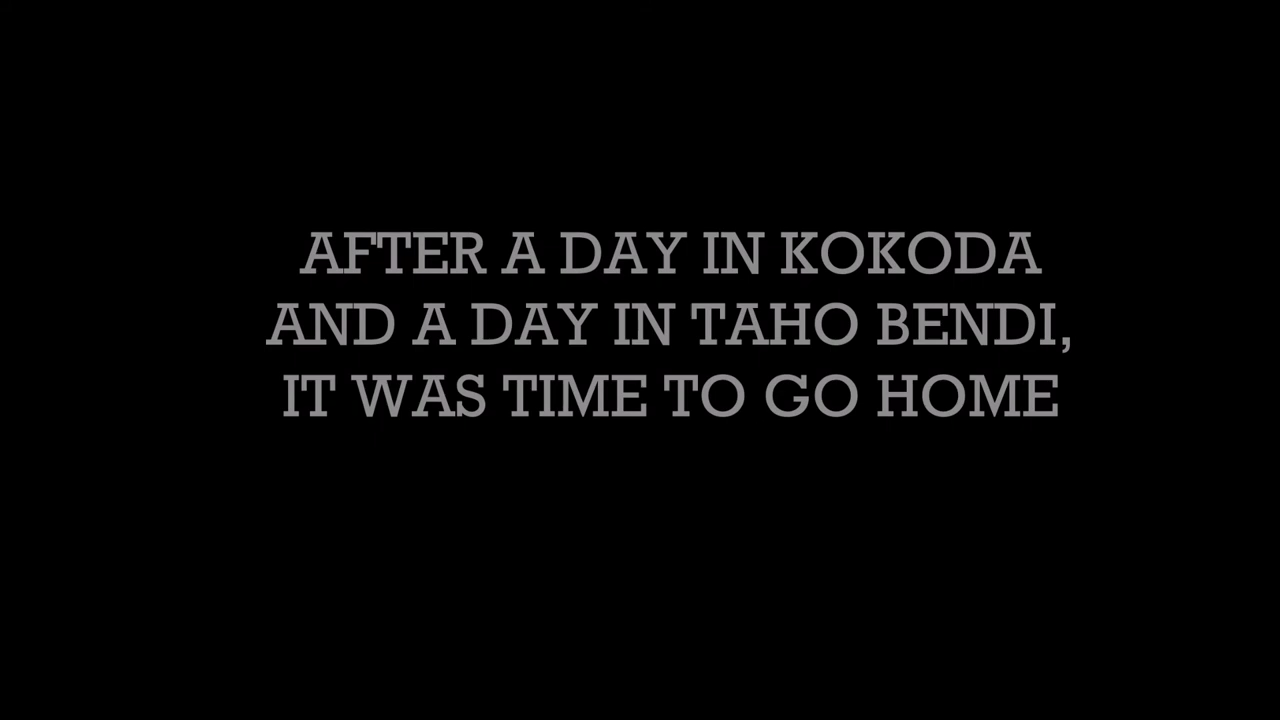 AFTER A DAY IN KOKODA
AND A DAY IN TAHO BENDI,
IT WAS TIME TO GO HOME